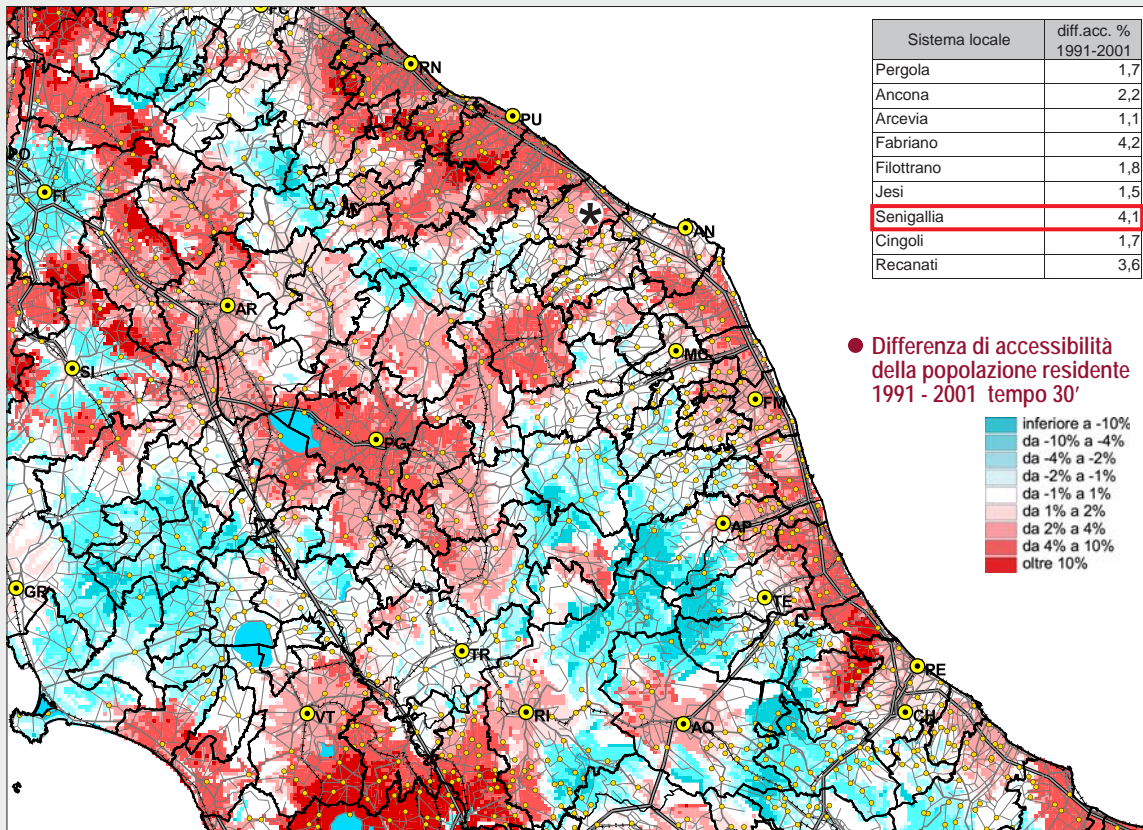 Sistema locale diff.acc. % 1991-2001
Pergola 1,7
Ancona 2,2
Arcevia 1,1
Fabriano 4,2
Filottrano 1,8
Jesi 1,5
Senigallia 4,1
Cingoli 1,7
Recanati 3,6
Differenza di accessibilità
della popolazione residente
1991 - 2001 tempo 30'
inferiore a -10%
da -10% a -4%
da -4% a -2%
da -2% a -1%
da -1% a 1%
da 1% a 2%
da 2% a 4%
da 4% a 10%
oltre 10%
RN
PU
FI
*
AN
AR
MC
SI
FM
PG
AP
GR
TE
TR
PE
VT
RI
AQ
CH